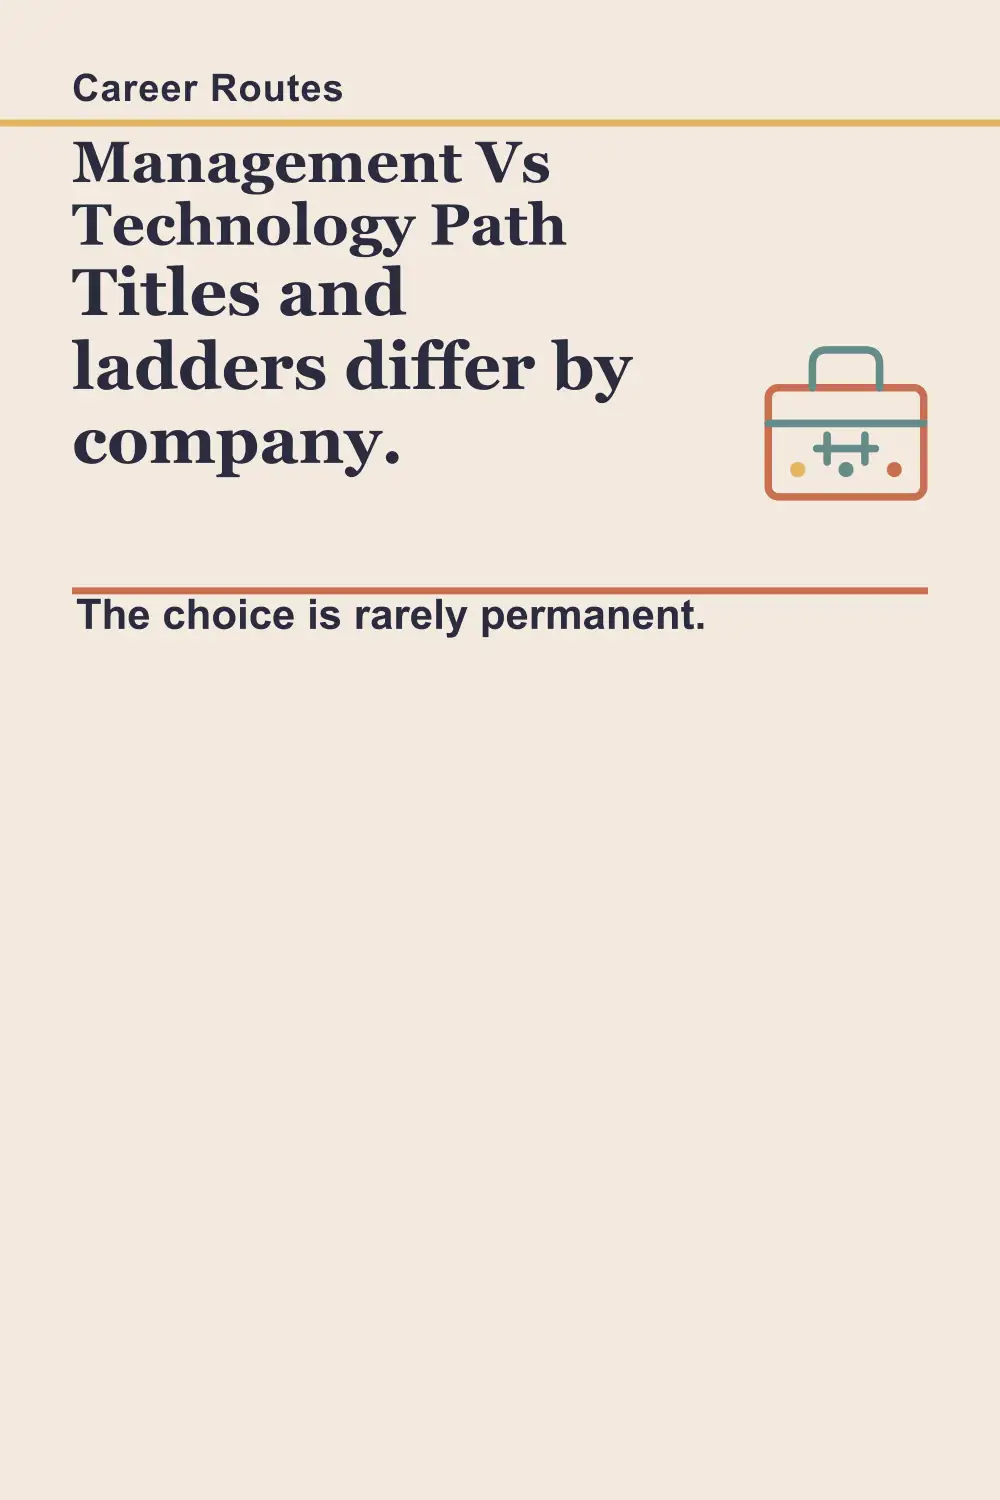 Career Routes
Management Vs
Technology Path
Titles and
ladders differ by
company.
The choice is rarely permanent.